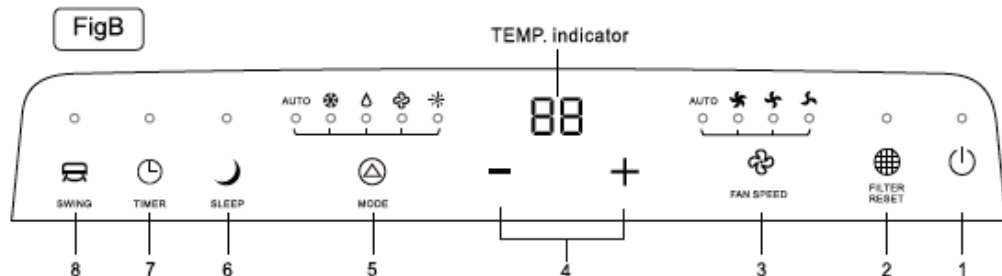 FigB
TEMP. indicator
AUTO
88
AUTO
SWING
TIMER
SLEEP
MODE
FAN SPEED
FILTER
RESET
8 7 6 5 4 3 2 1